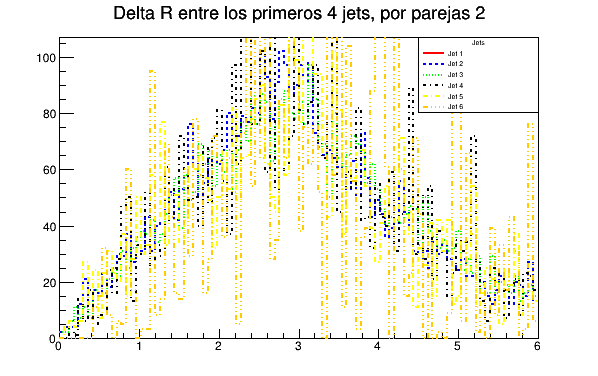 Delta R entre los primeros 4 jets, por parejas 2
Jets
Jet 1
Jet 2
Jet 3
Jet 4
Jet 5
Jet 6
100
80
60
40
20
0
0 1 2 3 4 5 6